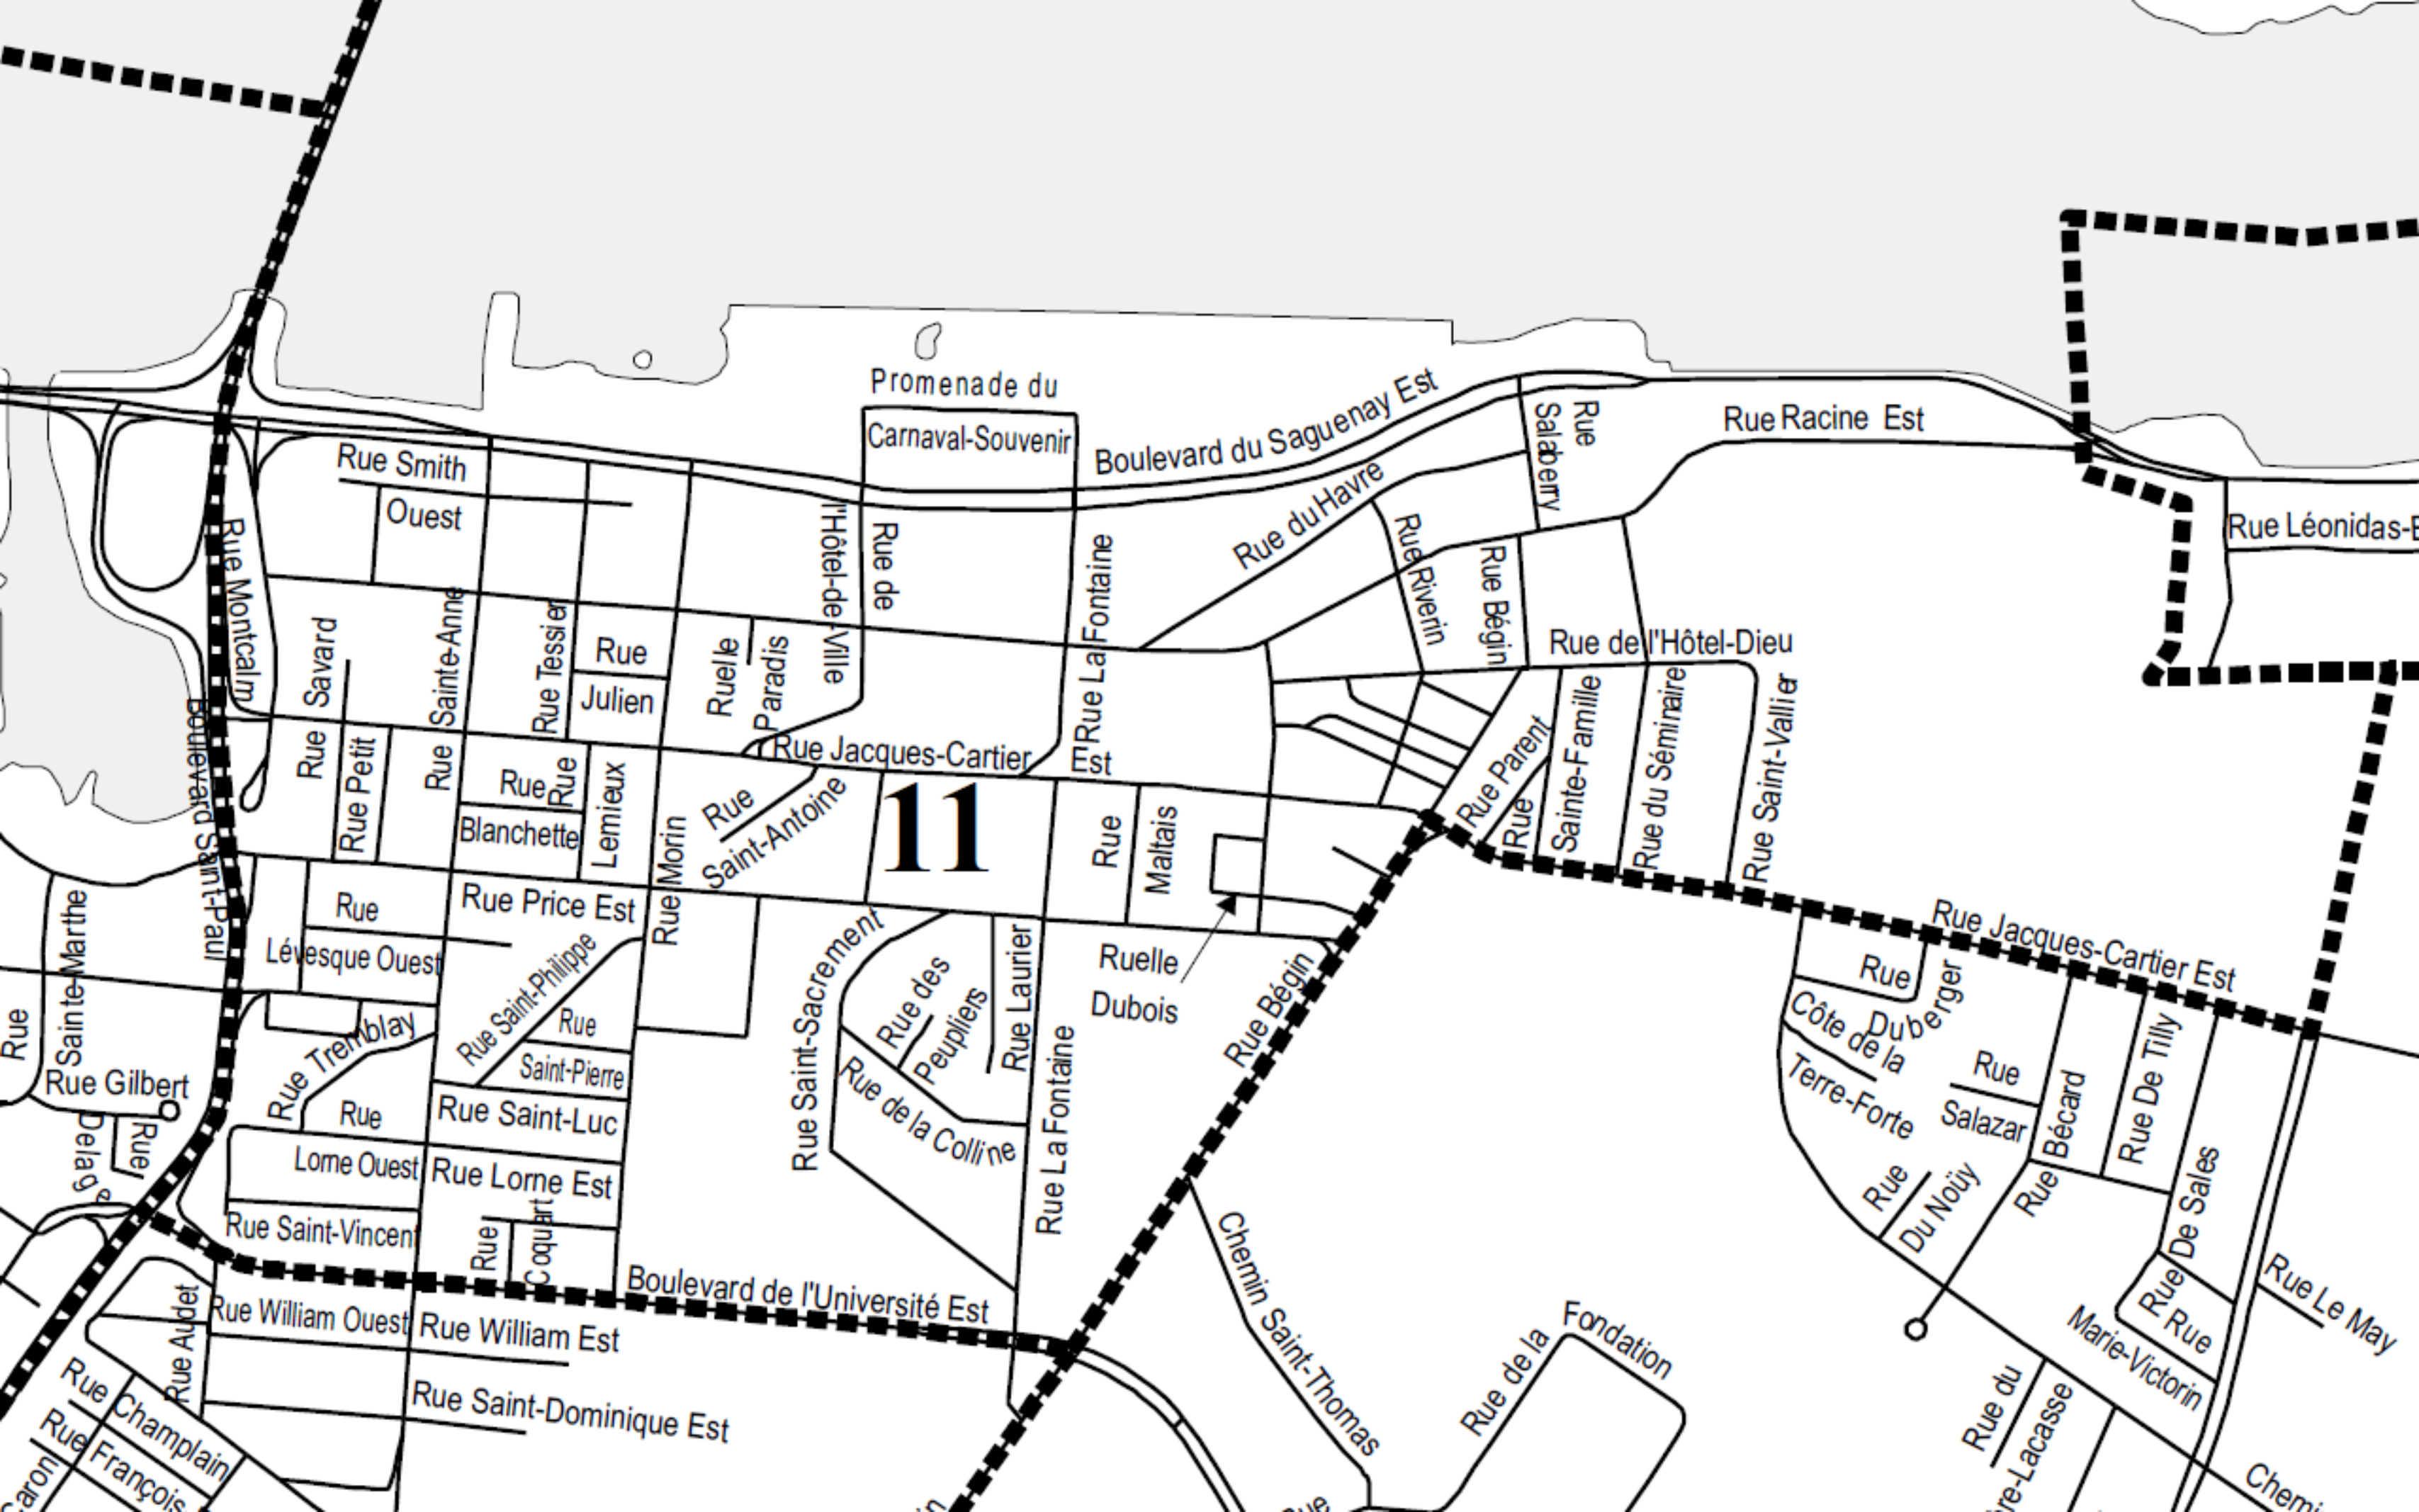 Promenade du
Carnaval-Souvenir
Boulevard du Saguenay Est
Rue
Salaberry
Rue Racine Est
Rue Smith
Ouest
Rue du Havre
Rue Léonidas-B
Rue Montcalm
l'Hôtel-de-Ville
Rue de
Rue La Fontaine
Rue Riverin
Rue Bégin
Rue de l'Hôtel-Dieu
Rue Savard
Rue Sainte-Anne
Rue Tessier
Rue
Julien
Ruelle
Paradis
Boulevard Saint-Paul
Rue Petit
Rue
Blanchette
Rue
Lemieux
Rue Morin
Rue Jacques-Cartier Est
Rue
Saint-Antoine
11
Rue
Maltais
Rue Parent
Rue
Sainte-Famille
Rue du Séminaire
Rue Saint-Vallier
Rue
Sainte-Marthe
Rue
Lévesque Ouest
Rue Price Est
Rue Saint-Philippe
Rue Saint-Sacrement
Rue des
Peupliers
Rue Laurier
Ruelle
Dubois
Rue Bégin
Rue Jacques-Cartier Est
Rue
Duberger
Côte de la
Terre-Forte
Rue
Salazar
Rue Bécard
Rue De Tilly
Rue De Sales
Rue Gilbert
Rue
Delage
Rue Tremblay
Rue
Saint-Pierre
Rue Saint-Luc
Rue
Lorne Ouest
Rue Lorne Est
Rue de la Colline
Rue La Fontaine
Rue
Du Noüy
Rue Saint-Vincent
Rue
Coquart
Boulevard de l'Université Est
Chemin Saint-Thomas
Rue Audet
Rue William Ouest
Rue William Est
Rue de la
Fondation
Rue
Marie-Victorin
Rue Le May
Rue Saint-Dominique Est
Rue Champlain
Rue François
Caron
Rue du
re-Lacasse
Rue
Chemi
in